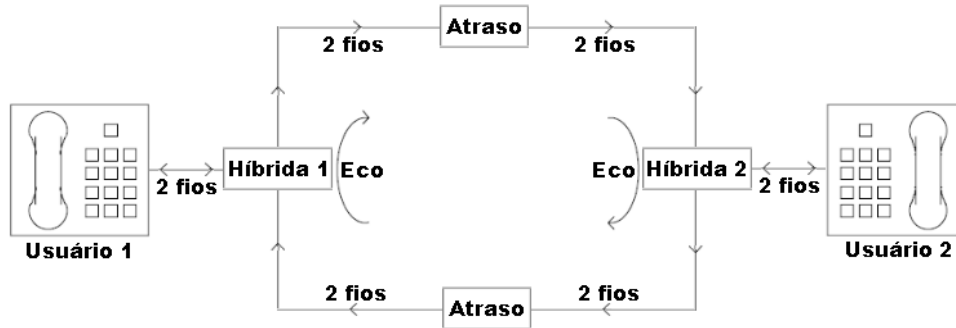 Atraso
2 fios
2 fios
Híbrida 1
Eco
Eco
Híbrida 2
2 fios
2 fios
Usuário 1
Usuário 2
2 fios
2 fios
Atraso